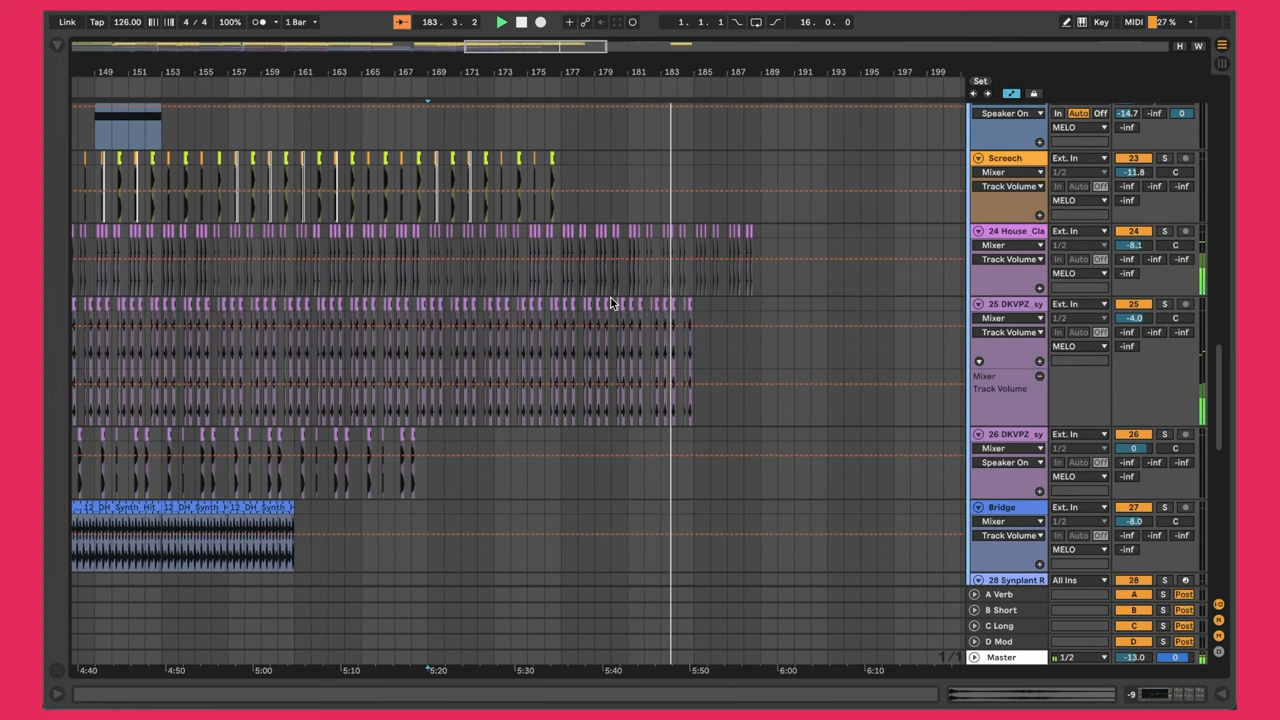 Link Tap 126.00 4 / 4 100% 1 Bar 183. 3. 2 1. 1. 1 16. 0. 0 Key MIDI 27 %
H W
149 151 153 155 157 159 161 163 165 167 169 171 173 175 177 179 181 183 185 187 189 191 193 195 197 199
Set
Speaker On In Auto Off -14.7 -inf 0
MELO -inf
Screech Ext. In 23 S
Mixer 1/2 -11.8 C
Track Volume In Auto Off -inf -inf -inf
MELO -inf
24 House_Cla Ext. In 24 S
Mixer 1/2 -8.1 C
Track Volume In Auto Off -inf -inf -inf
MELO -inf
25 DKVPZ_sy Ext. In 25 S
Mixer 1/2 -4.0 C
Track Volume In Auto Off -inf -inf -inf
MELO -inf
Mixer
Track Volume
26 DKVPZ_sy Ext. In 26 S
Mixer 1/2 0 C
Speaker On In Auto Off -inf -inf -inf
MELO -inf
12_DH_Synth_Hit 12_DH_Synth_H 12_DH_Synth_H
Bridge Ext. In 27 S
Mixer 1/2 -8.0 C
Track Volume In Auto Off -inf -inf -inf
MELO -inf
28 Synplant R All Ins 28 S
A Verb A S Post
B Short B S Post
C Long C S Post
D Mod D S Post
1/1 Master 1/2 -13.0 0
4:40 4:50 5:00 5:10 5:20 5:30 5:40 5:50 6:00 6:10
-9